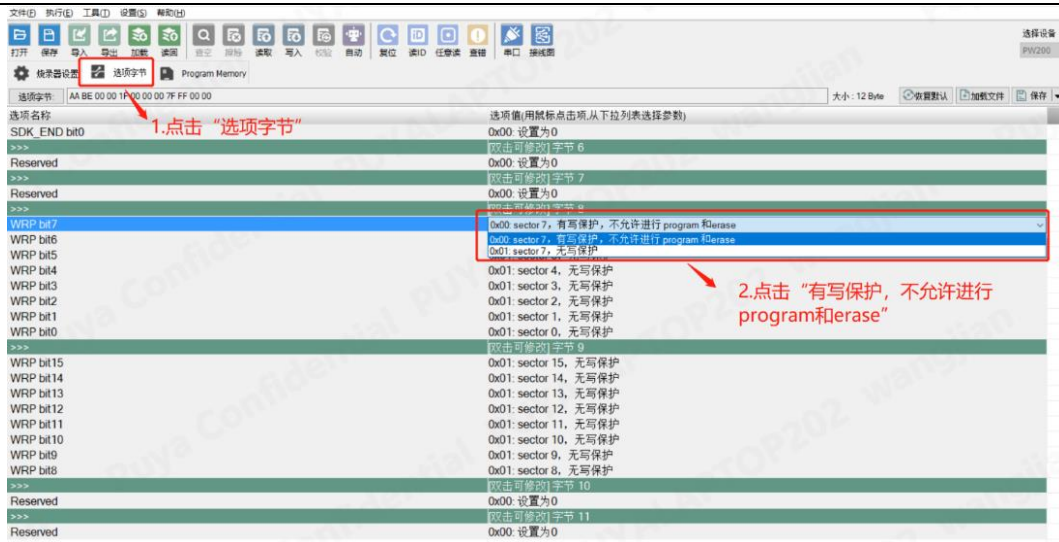 文件(F) 执行(E) 工具(T) 设置(S) 帮助(H)
打开 保存 导入 导出 加载 读回 查空 擦除 读取 写入 校验 自动 复位 读ID 任意读 查错 串口 接线图
选择设备
PW200
烧录器设置 选项字节 Program Memory
选项字节: AA BE 00 00 1F 00 00 00 7F FF 00 00 大小: 12 Byte 恢复默认 加载文件 保存
1.点击“选项字节”
选项名称 选项值(用鼠标点击项,从下拉列表选择参数)
SDK_END bit0 0x00: 设置为0
>>> [双击可修改] 字节 6
Reserved 0x00: 设置为0
>>> [双击可修改] 字节 7
Reserved 0x00: 设置为0
>>> [双击可修改] 字节 8
WRP bit7 0x00: sector 7，有写保护，不允许进行 program 和erase
WRP bit6 0x00: sector 7，有写保护，不允许进行 program 和erase
WRP bit5 0x01: sector 7，无写保护
WRP bit4 0x01: sector 4，无写保护
WRP bit3 0x01: sector 3，无写保护
WRP bit2 0x01: sector 2，无写保护
WRP bit1 0x01: sector 1，无写保护
WRP bit0 0x01: sector 0，无写保护
2.点击“有写保护，不允许进行
program和erase”
>>> [双击可修改] 字节 9
WRP bit15 0x01: sector 15，无写保护
WRP bit14 0x01: sector 14，无写保护
WRP bit13 0x01: sector 13，无写保护
WRP bit12 0x01: sector 12，无写保护
WRP bit11 0x01: sector 11，无写保护
WRP bit10 0x01: sector 10，无写保护
WRP bit9 0x01: sector 9，无写保护
WRP bit8 0x01: sector 8，无写保护
>>> [双击可修改] 字节 10
Reserved 0x00: 设置为0
>>> [双击可修改] 字节 11
Reserved 0x00: 设置为0